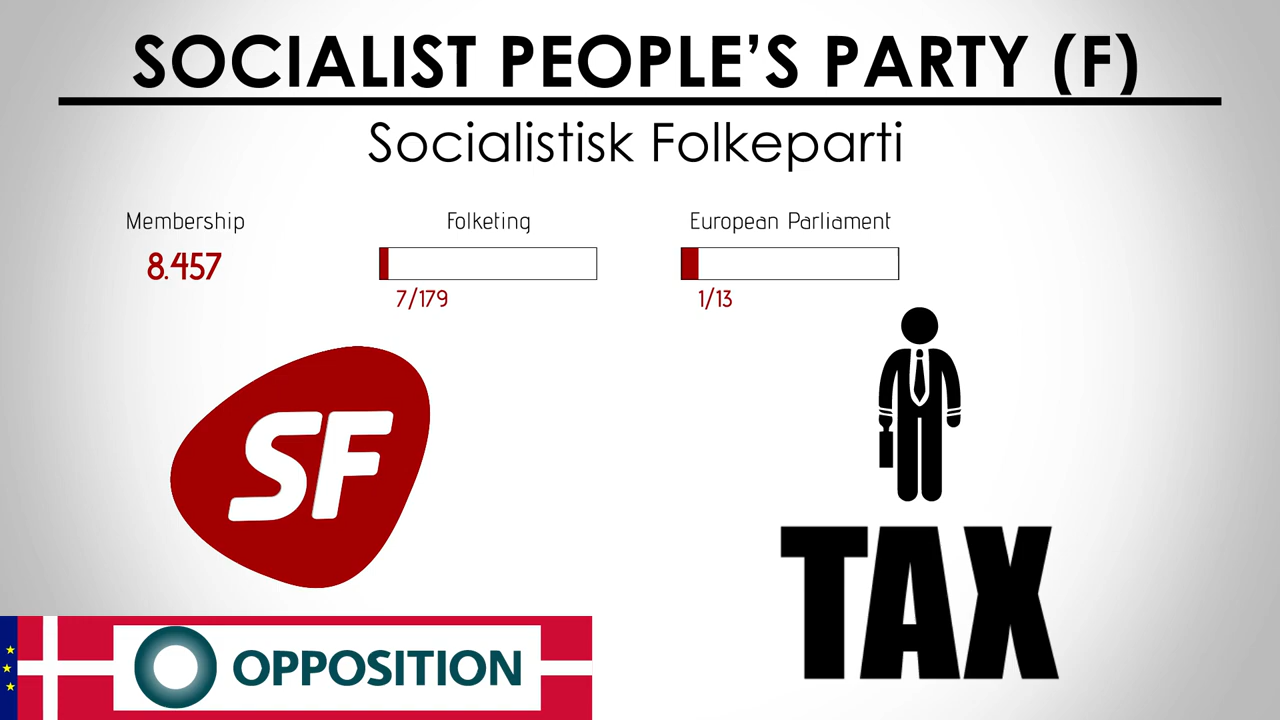 SOCIALIST PEOPLE’S PARTY (F)
Socialistisk Folkeparti
Membership
8.457
Folketing
7/179
European Parliament
1/13
SF
TAX
OPPOSITION